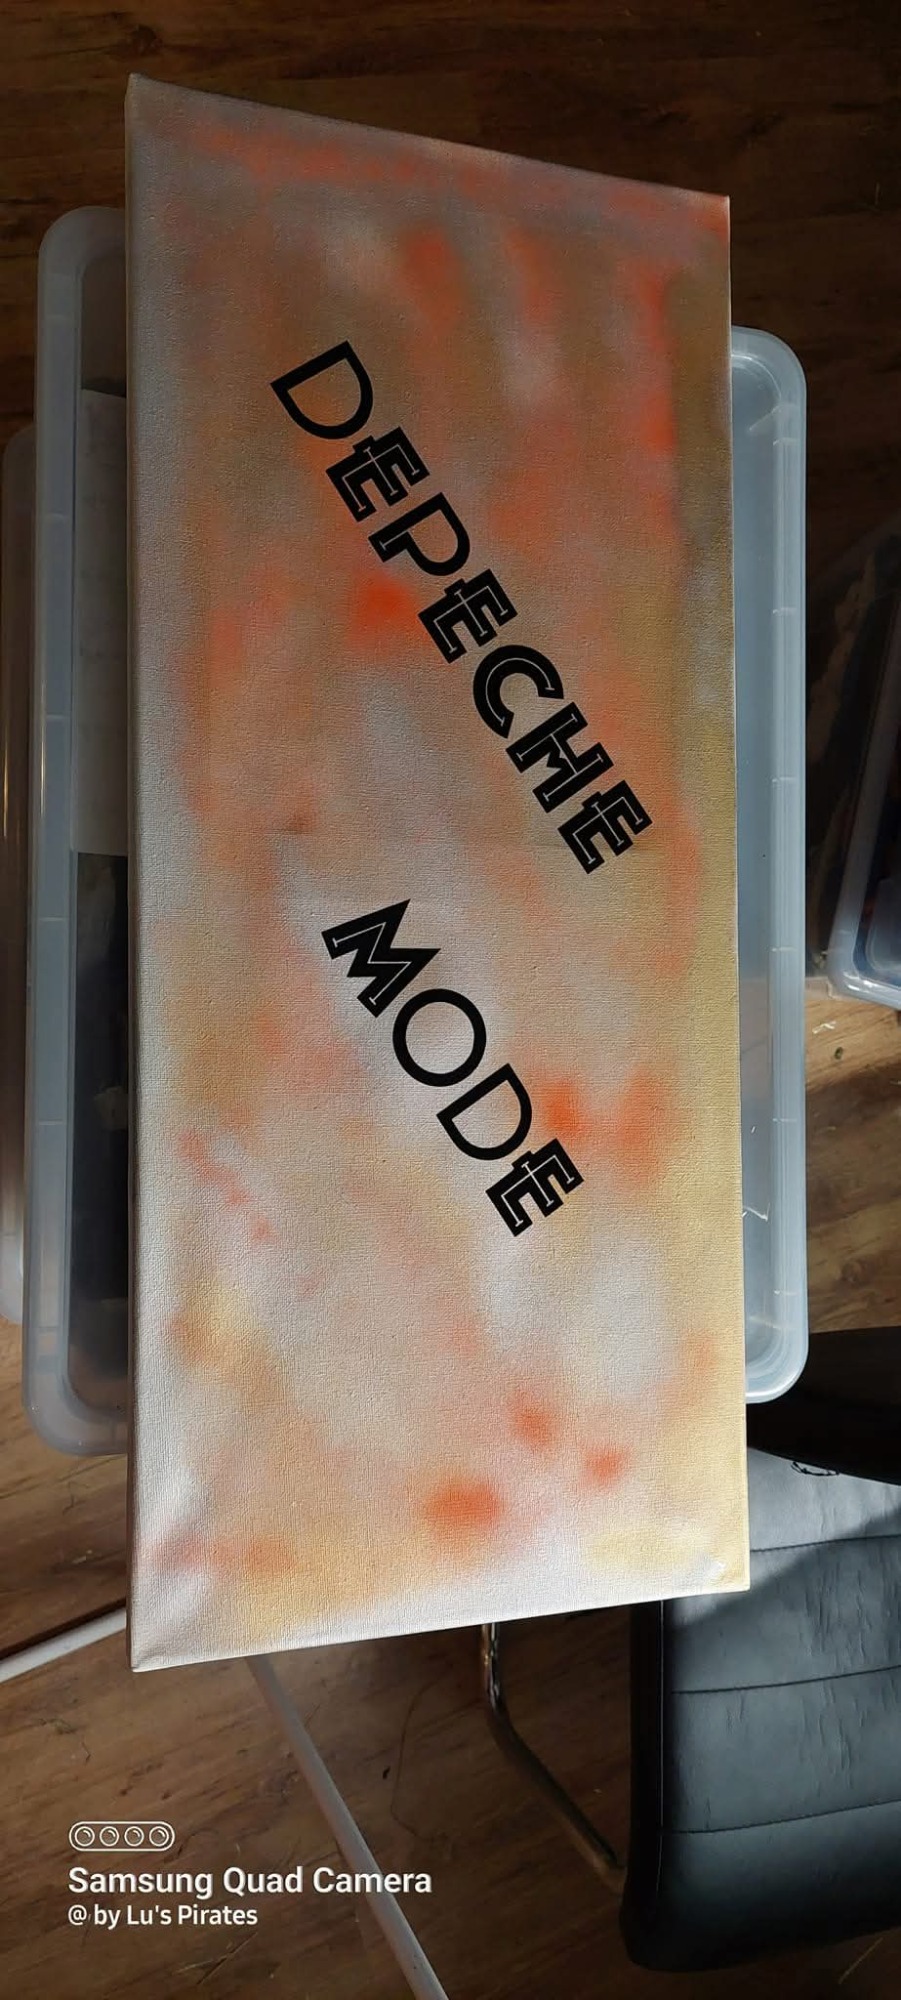 DEPECHE
MODE
Samsung Quad Camera
@ by Lu's Pirates